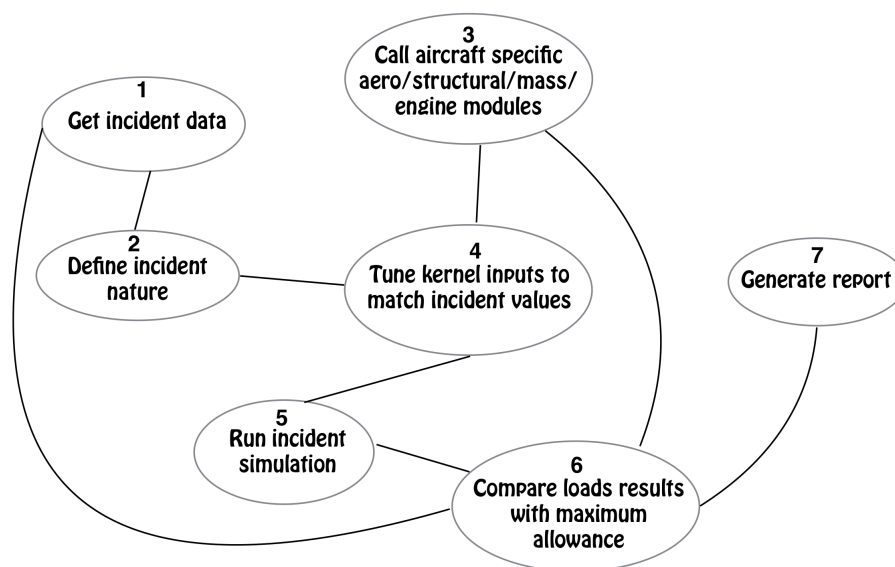 1
Get incident data
2
Define incident
nature
3
Call aircraft specific
aero/structural/mass/
engine modules
4
Tune kernel inputs to
match incident values
5
Run incident
simulation
6
Compare loads results
with maximum
allowance
7
Generate report